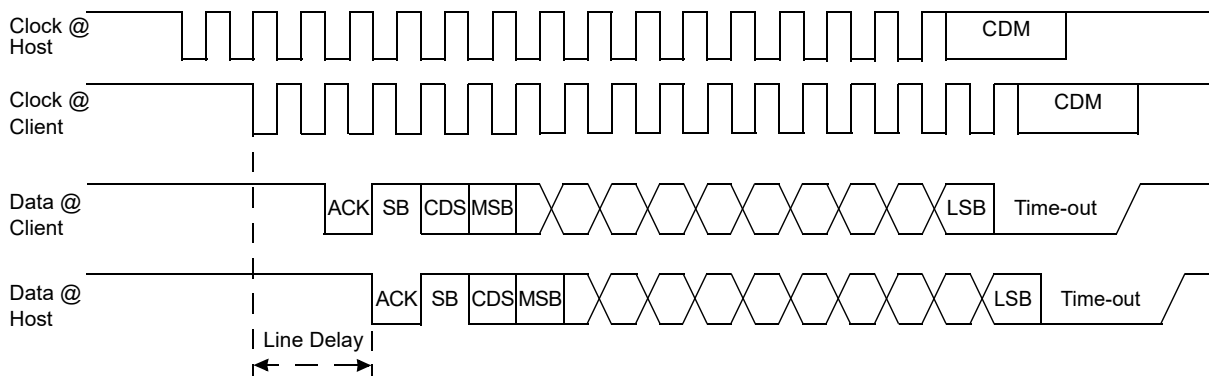 Clock @
Host
CDM
Clock @
Client
CDM
Data @
Client
ACK SB CDS MSB LSB Time-out
Data @
Host
ACK SB CDS MSB LSB Time-out
Line Delay